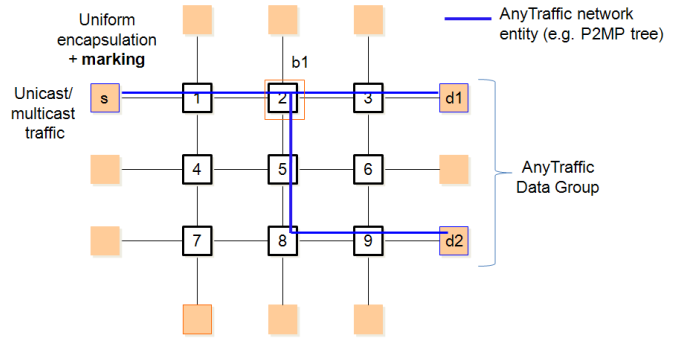 Uniform
encapsulation
+ marking
AnyTraffic network
entity (e.g. P2MP tree)
b1
Unicast/
multicast
traffic
s
1
2
3
d1
4
5
6
AnyTraffic
Data Group
7
8
9
d2